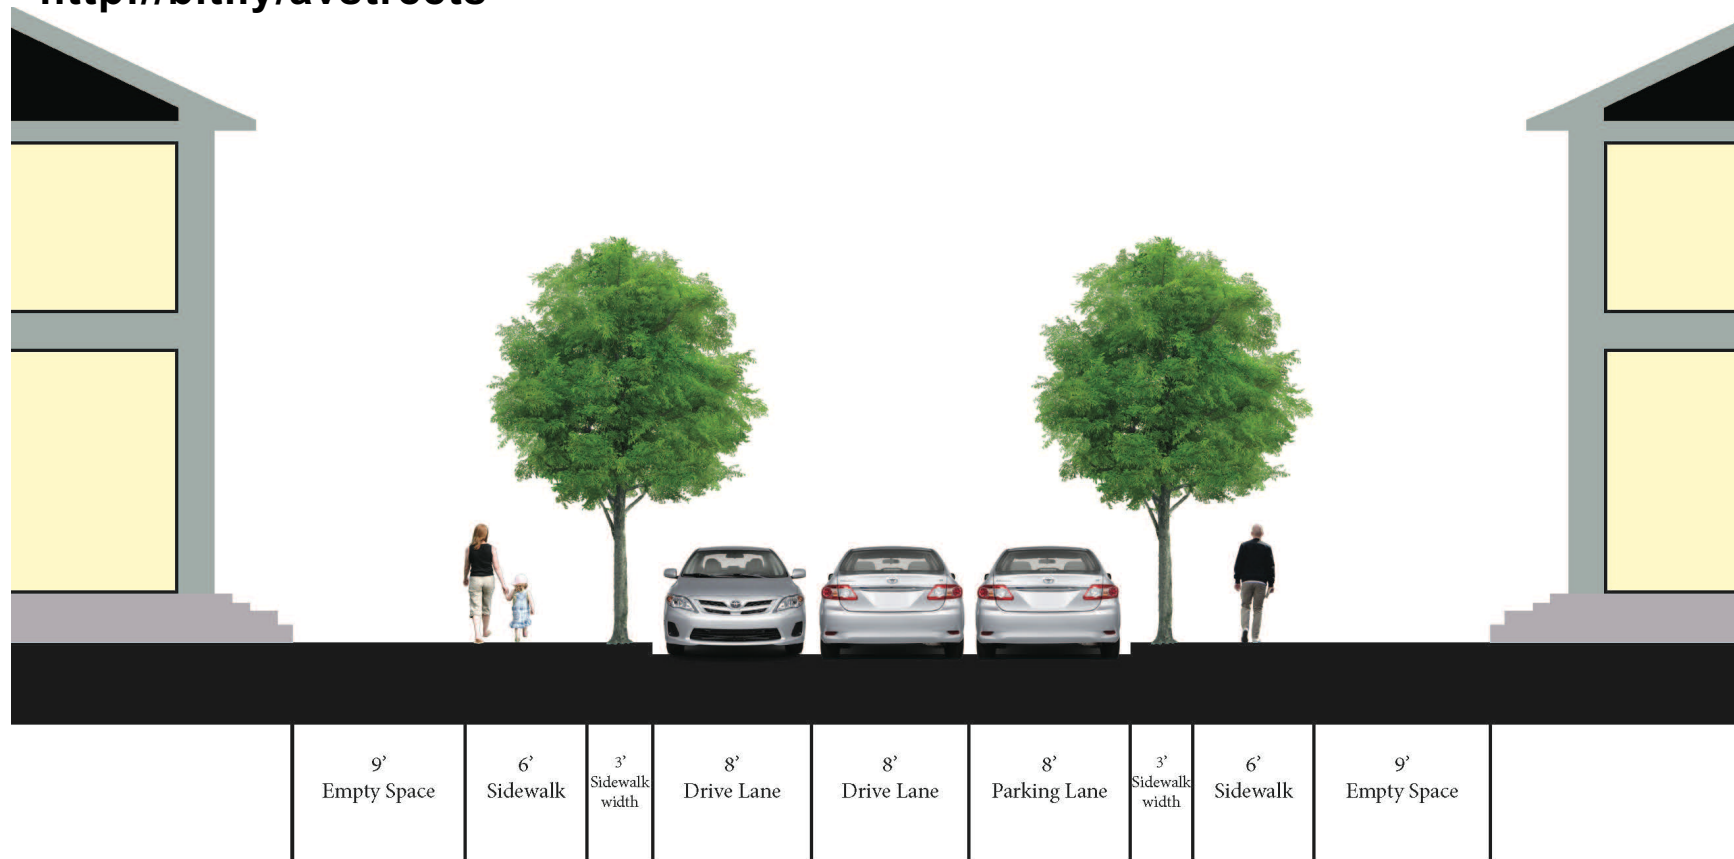 9’
Empty Space
6’
Sidewalk
3’
Sidewalk
width
8’
Drive Lane
8’
Drive Lane
8’
Parking Lane
3’
Sidewalk
width
6’
Sidewalk
9’
Empty Space